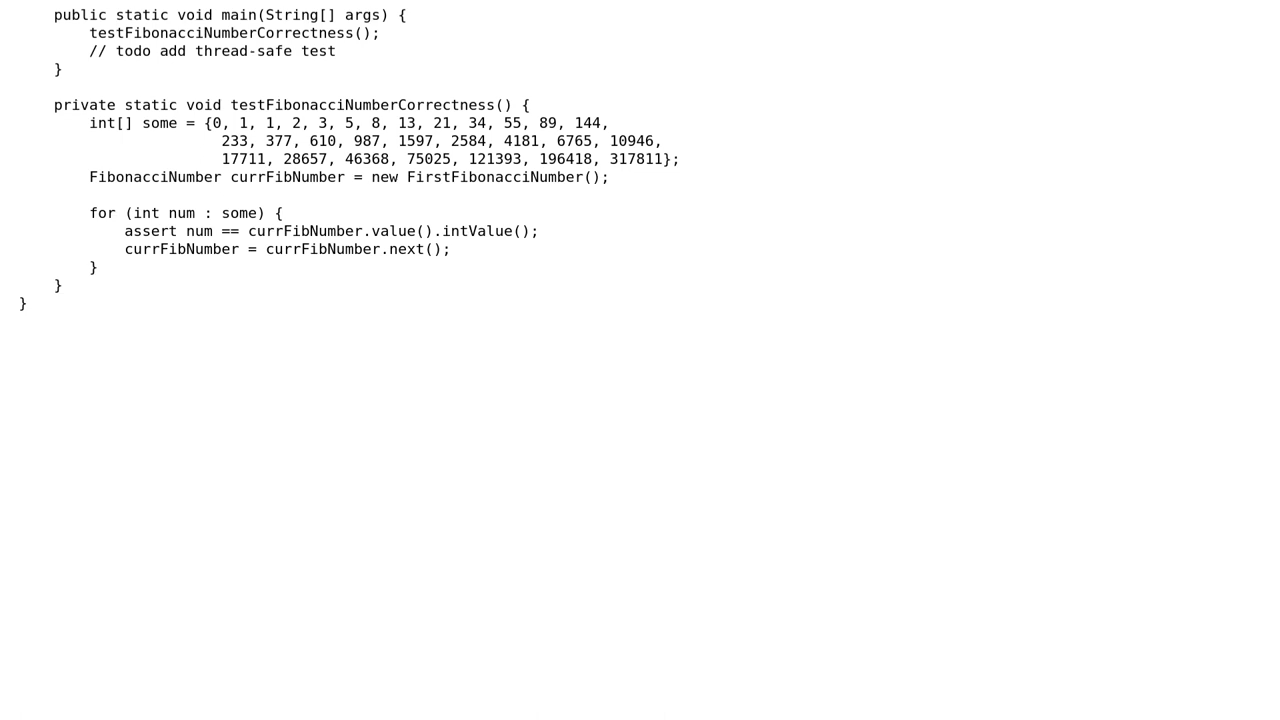 public static void main(String[] args) {
testFibonacciNumberCorrectness();
// todo add thread-safe test
}
private static void testFibonacciNumberCorrectness() {
int[] some = {0, 1, 1, 2, 3, 5, 8, 13, 21, 34, 55, 89, 144,
233, 377, 610, 987, 1597, 2584, 4181, 6765, 10946,
17711, 28657, 46368, 75025, 121393, 196418, 317811};
FibonacciNumber currFibNumber = new FirstFibonacciNumber();
for (int num : some) {
assert num == currFibNumber.value().intValue();
currFibNumber = currFibNumber.next();
}
}
}